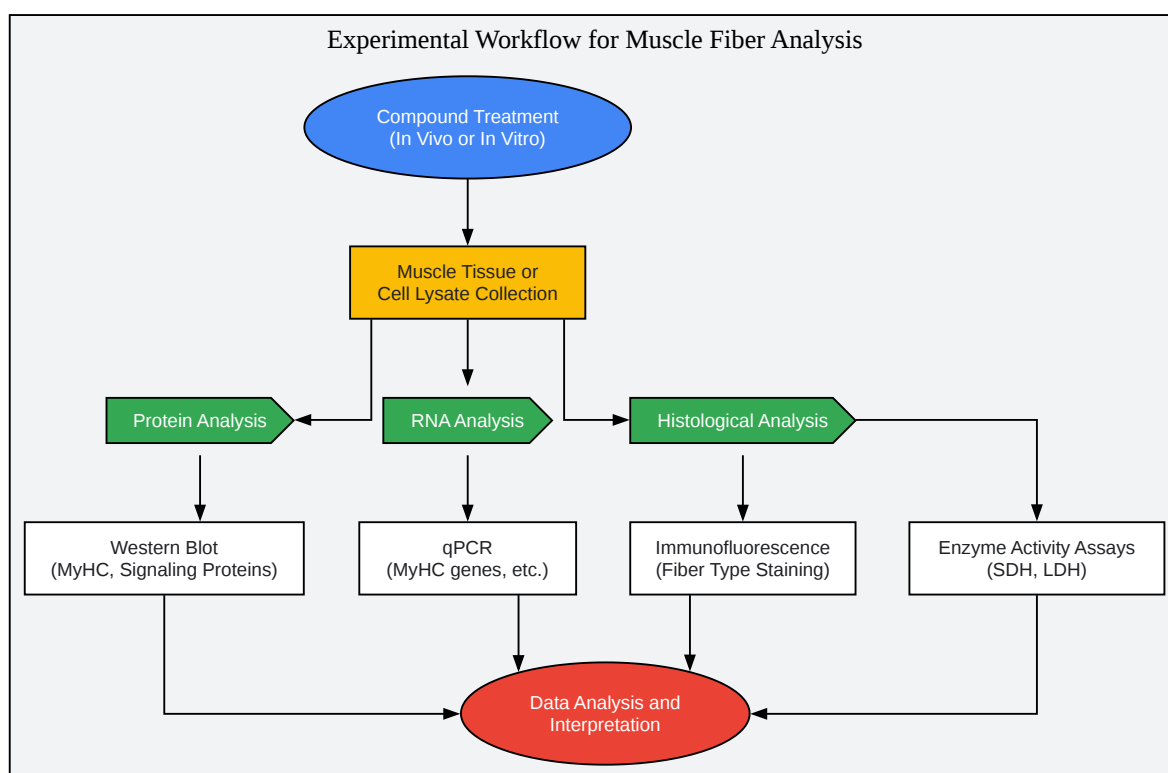 Experimental Workflow for Muscle Fiber Analysis
Compound Treatment
(In Vivo or In Vitro)
Muscle Tissue or
Cell Lysate Collection
Protein Analysis
RNA Analysis
Histological Analysis
Western Blot
(MyHC, Signaling Proteins)
qPCR
(MyHC genes, etc.)
Immunofluorescence
(Fiber Type Staining)
Enzyme Activity Assays
(SDH, LDH)
Data Analysis and
Interpretation